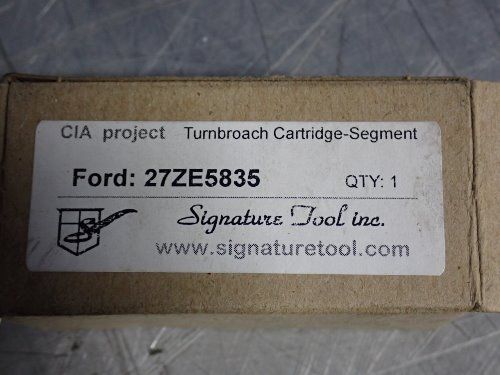 CIA project Turnbroach Cartridge-Segment
Ford: 27ZE5835 QTY: 1
Signature Tool inc.
www.signaturetool.com